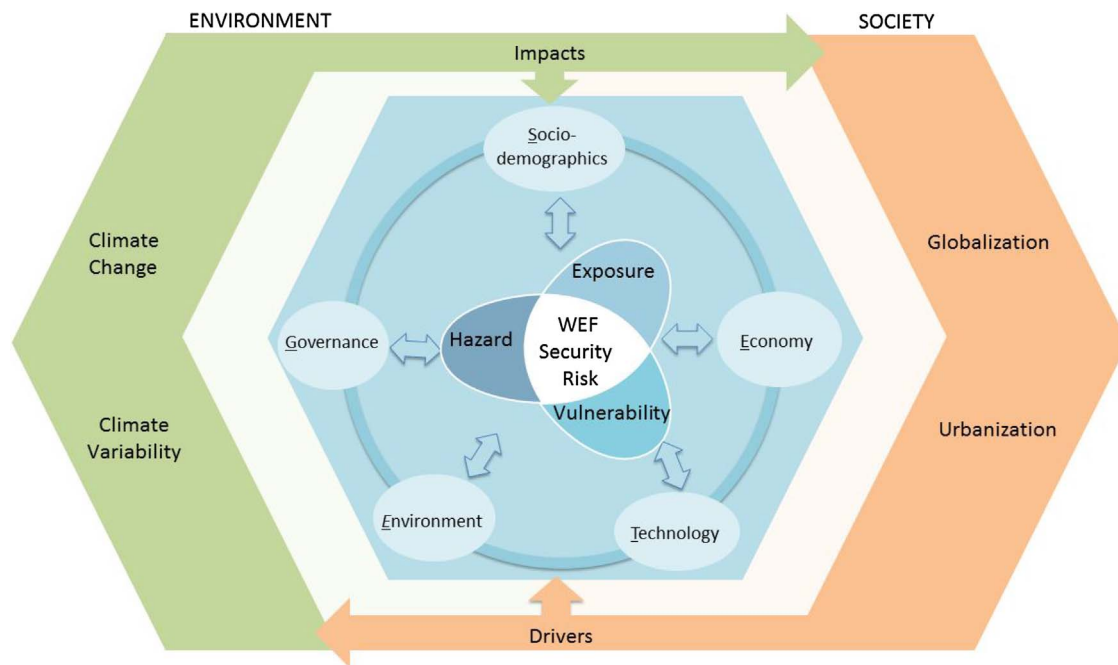 ENVIRONMENT
SOCIETY
Impacts
Socio-
demographics
Climate
Change
Globalization
Exposure
Governance
Hazard
WEF
Security
Risk
Economy
Vulnerability
Climate
Variability
Urbanization
Environment
Technology
Drivers